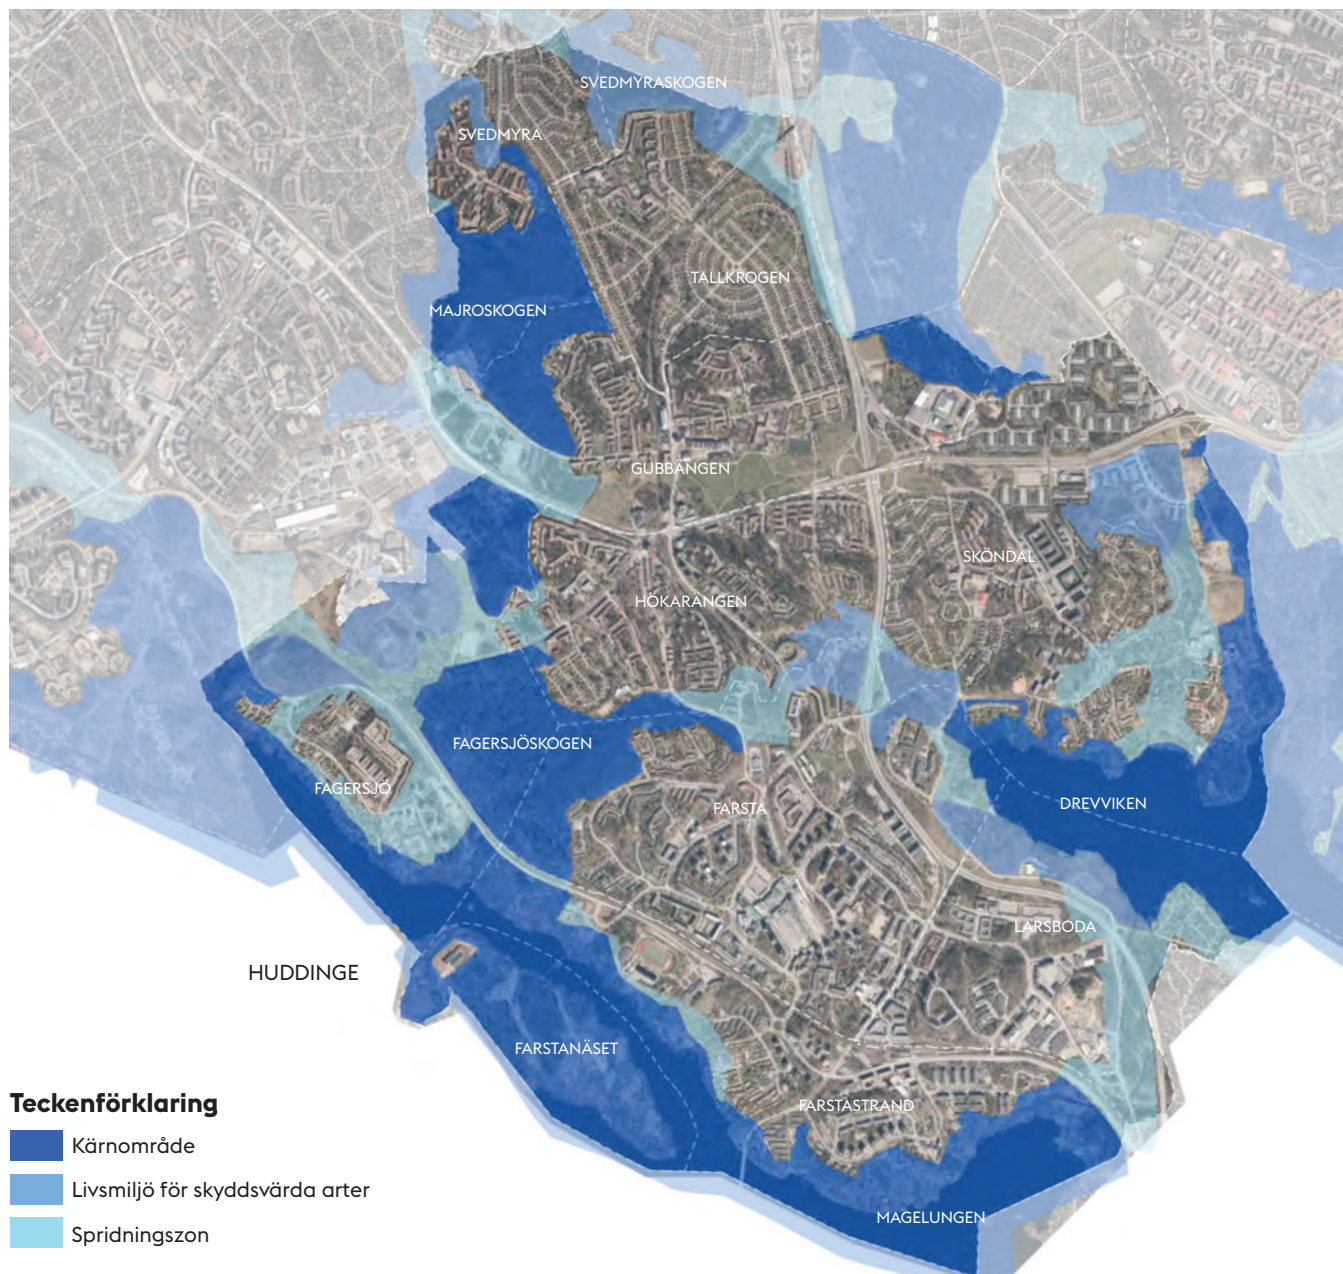 SVEDMYRASKOGEN
SVEDMYRA
TALLKROGEN
MAJROSKOGEN
GUBBÄNGEN
SKÖNDAL
HÖKARÄNGEN
FAGERSJÖSKOGEN
FAGERSJÖ
FARSTA
DREVVIKEN
LARSBODA
HUDDINGE
FARSTANÄSET
FARSTASTRAND
MAGELUNGEN
Teckenförklaring
Kärnområde
Livsmiljö för skyddsvärda arter
Spridningszon